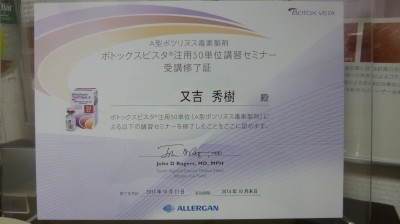 BOTOX VISTA
A型ボツリヌス毒素製剤
ボトックスビスタ®注用50単位講習セミナー
受講修了証
又吉 秀樹 殿
ボトックスビスタ®注用50単位(A型ボツリヌス毒素製剤)に
よる以下の講習セミナーを修了したことをここに認めます。
John D Rogers, MD, MPH
ALLERGAN